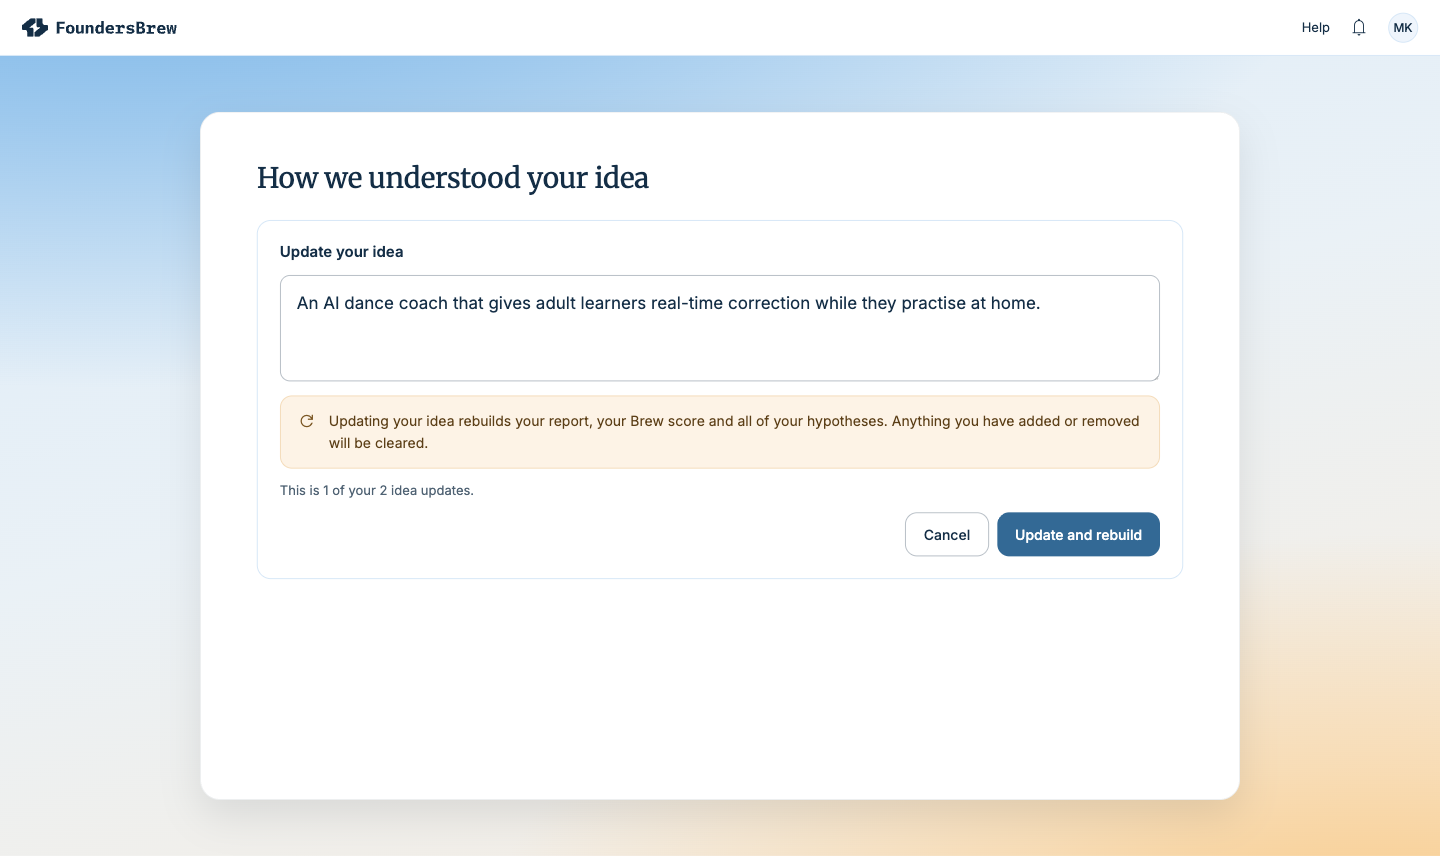 FoundersBrew
Help
MK
How we understood your idea
Update your idea
An AI dance coach that gives adult learners real-time correction while they practise at home.
Updating your idea rebuilds your report, your Brew score and all of your hypotheses. Anything you have added or removed
will be cleared.
This is 1 of your 2 idea updates.
Cancel
Update and rebuild